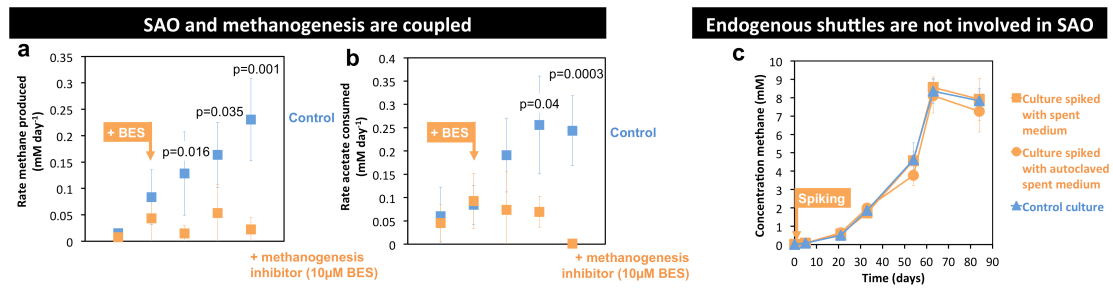 SAO and methanogenesis are coupled
Endogenous shuttles are not involved in SAO
a
Rate methane produced
(mM day-1)
0.35
0.3
0.25
0.2
0.15
0.1
0.05
0
+ BES
p=0.016
p=0.035
p=0.001
Control
+ methanogenesis
inhibitor (10µM BES)
b
Rate acetate consumed
(mM day-1)
0.4
0.35
0.3
0.25
0.2
0.15
0.1
0.05
0
+ BES
p=0.04
p=0.0003
Control
+ methanogenesis
inhibitor (10µM BES)
c
Concentration methane (mM)
10
9
8
7
6
5
4
3
2
1
0
Spiking
0 10 20 30 40 50 60 70 80 90
Time (days)
Culture spiked
with spent
medium
Culture spiked
with autoclaved
spent medium
Control culture